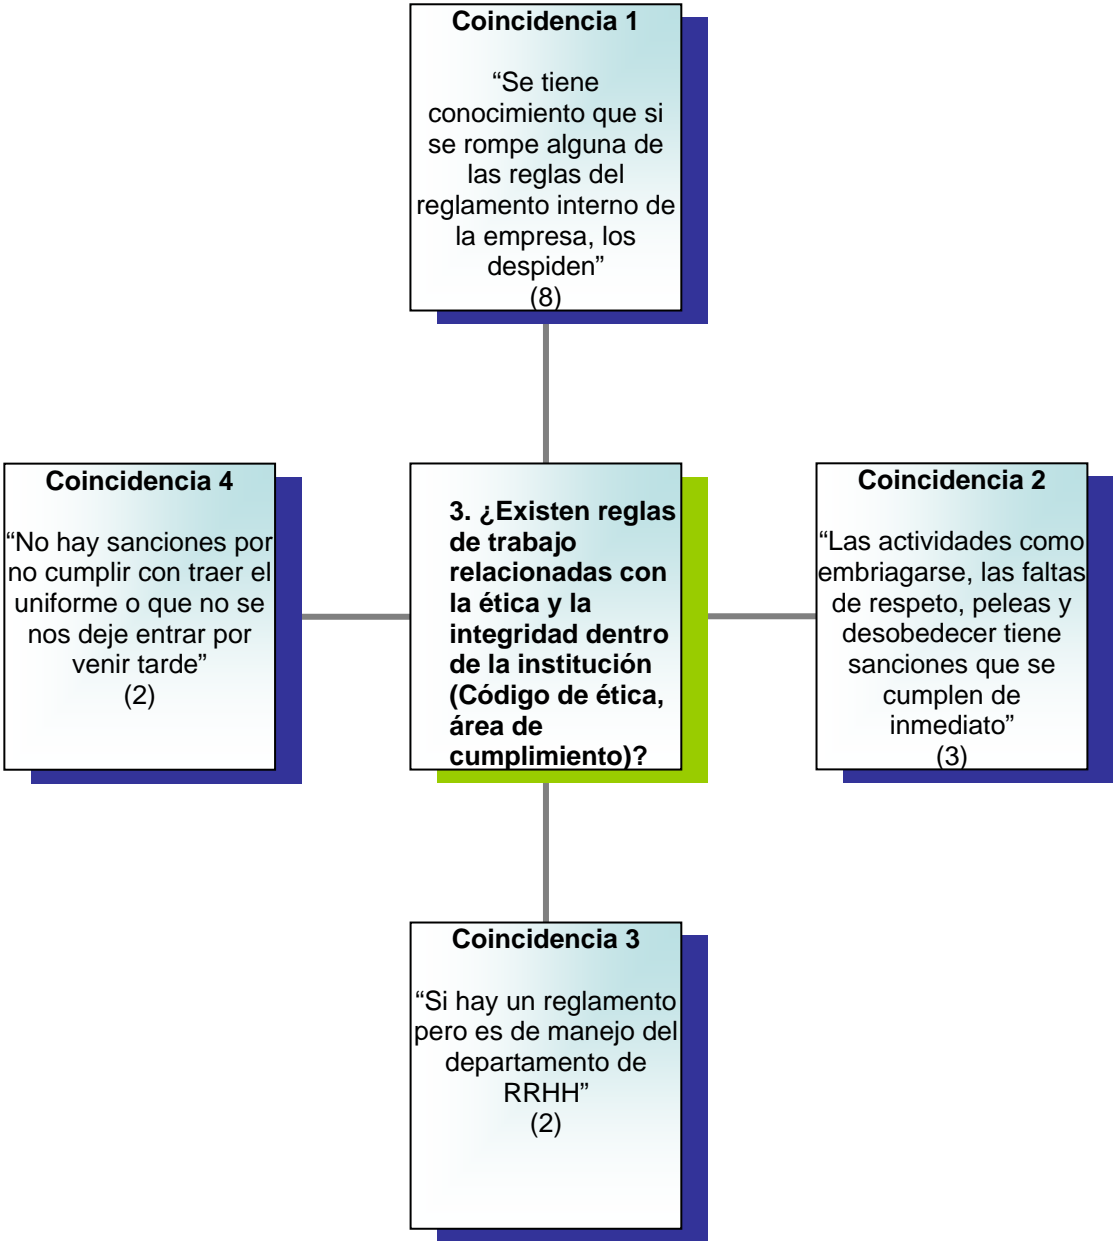 Coincidencia 1
“Se tiene
conocimiento que si
se rompe alguna de
las reglas del
reglamento interno de
la empresa, los
despiden”
(8)
Coincidencia 4
“No hay sanciones por
no cumplir con traer el
uniforme o que no se
nos deje entrar por
venir tarde”
(2)
3. ¿Existen reglas
de trabajo
relacionadas con
la ética y la
integridad dentro
de la institución
(Código de ética,
área de
cumplimiento)?
Coincidencia 2
“Las actividades como
embriagarse, las faltas
de respeto, peleas y
desobedecer tiene
sanciones que se
cumplen de
inmediato”
(3)
Coincidencia 3
“Si hay un reglamento
pero es de manejo del
departamento de
RRHH”
(2)